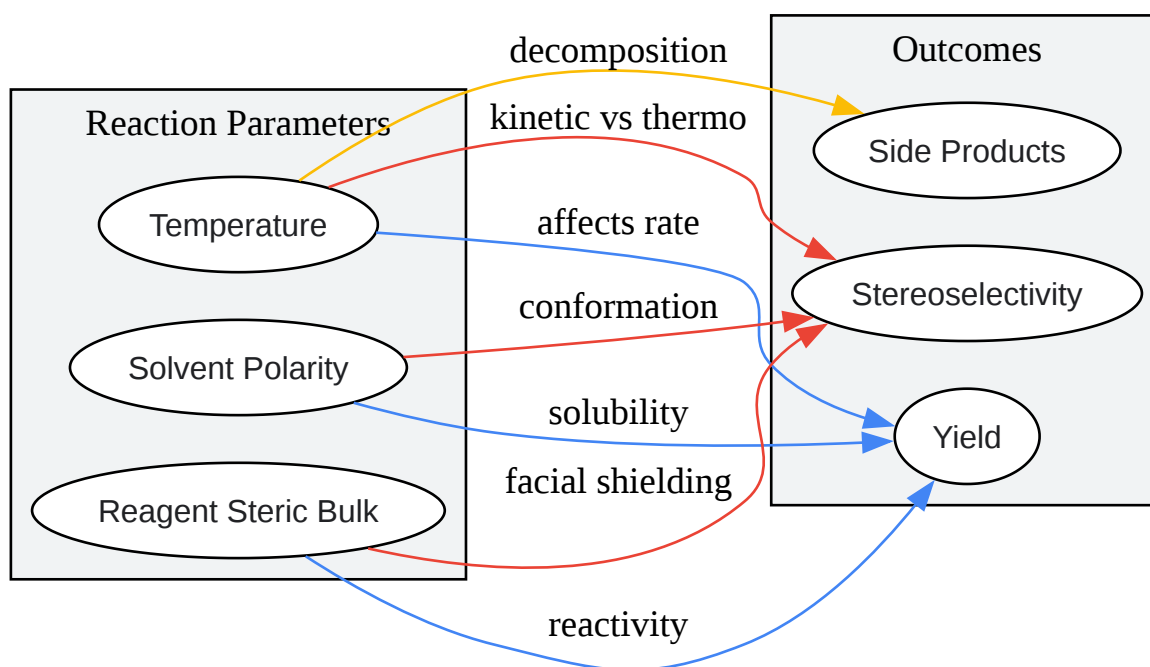 Reaction Parameters
Temperature
Solvent Polarity
Reagent Steric Bulk
decomposition
kinetic vs thermo
affects rate
conformation
solubility
facial shielding
reactivity
Outcomes
Side Products
Stereoselectivity
Yield